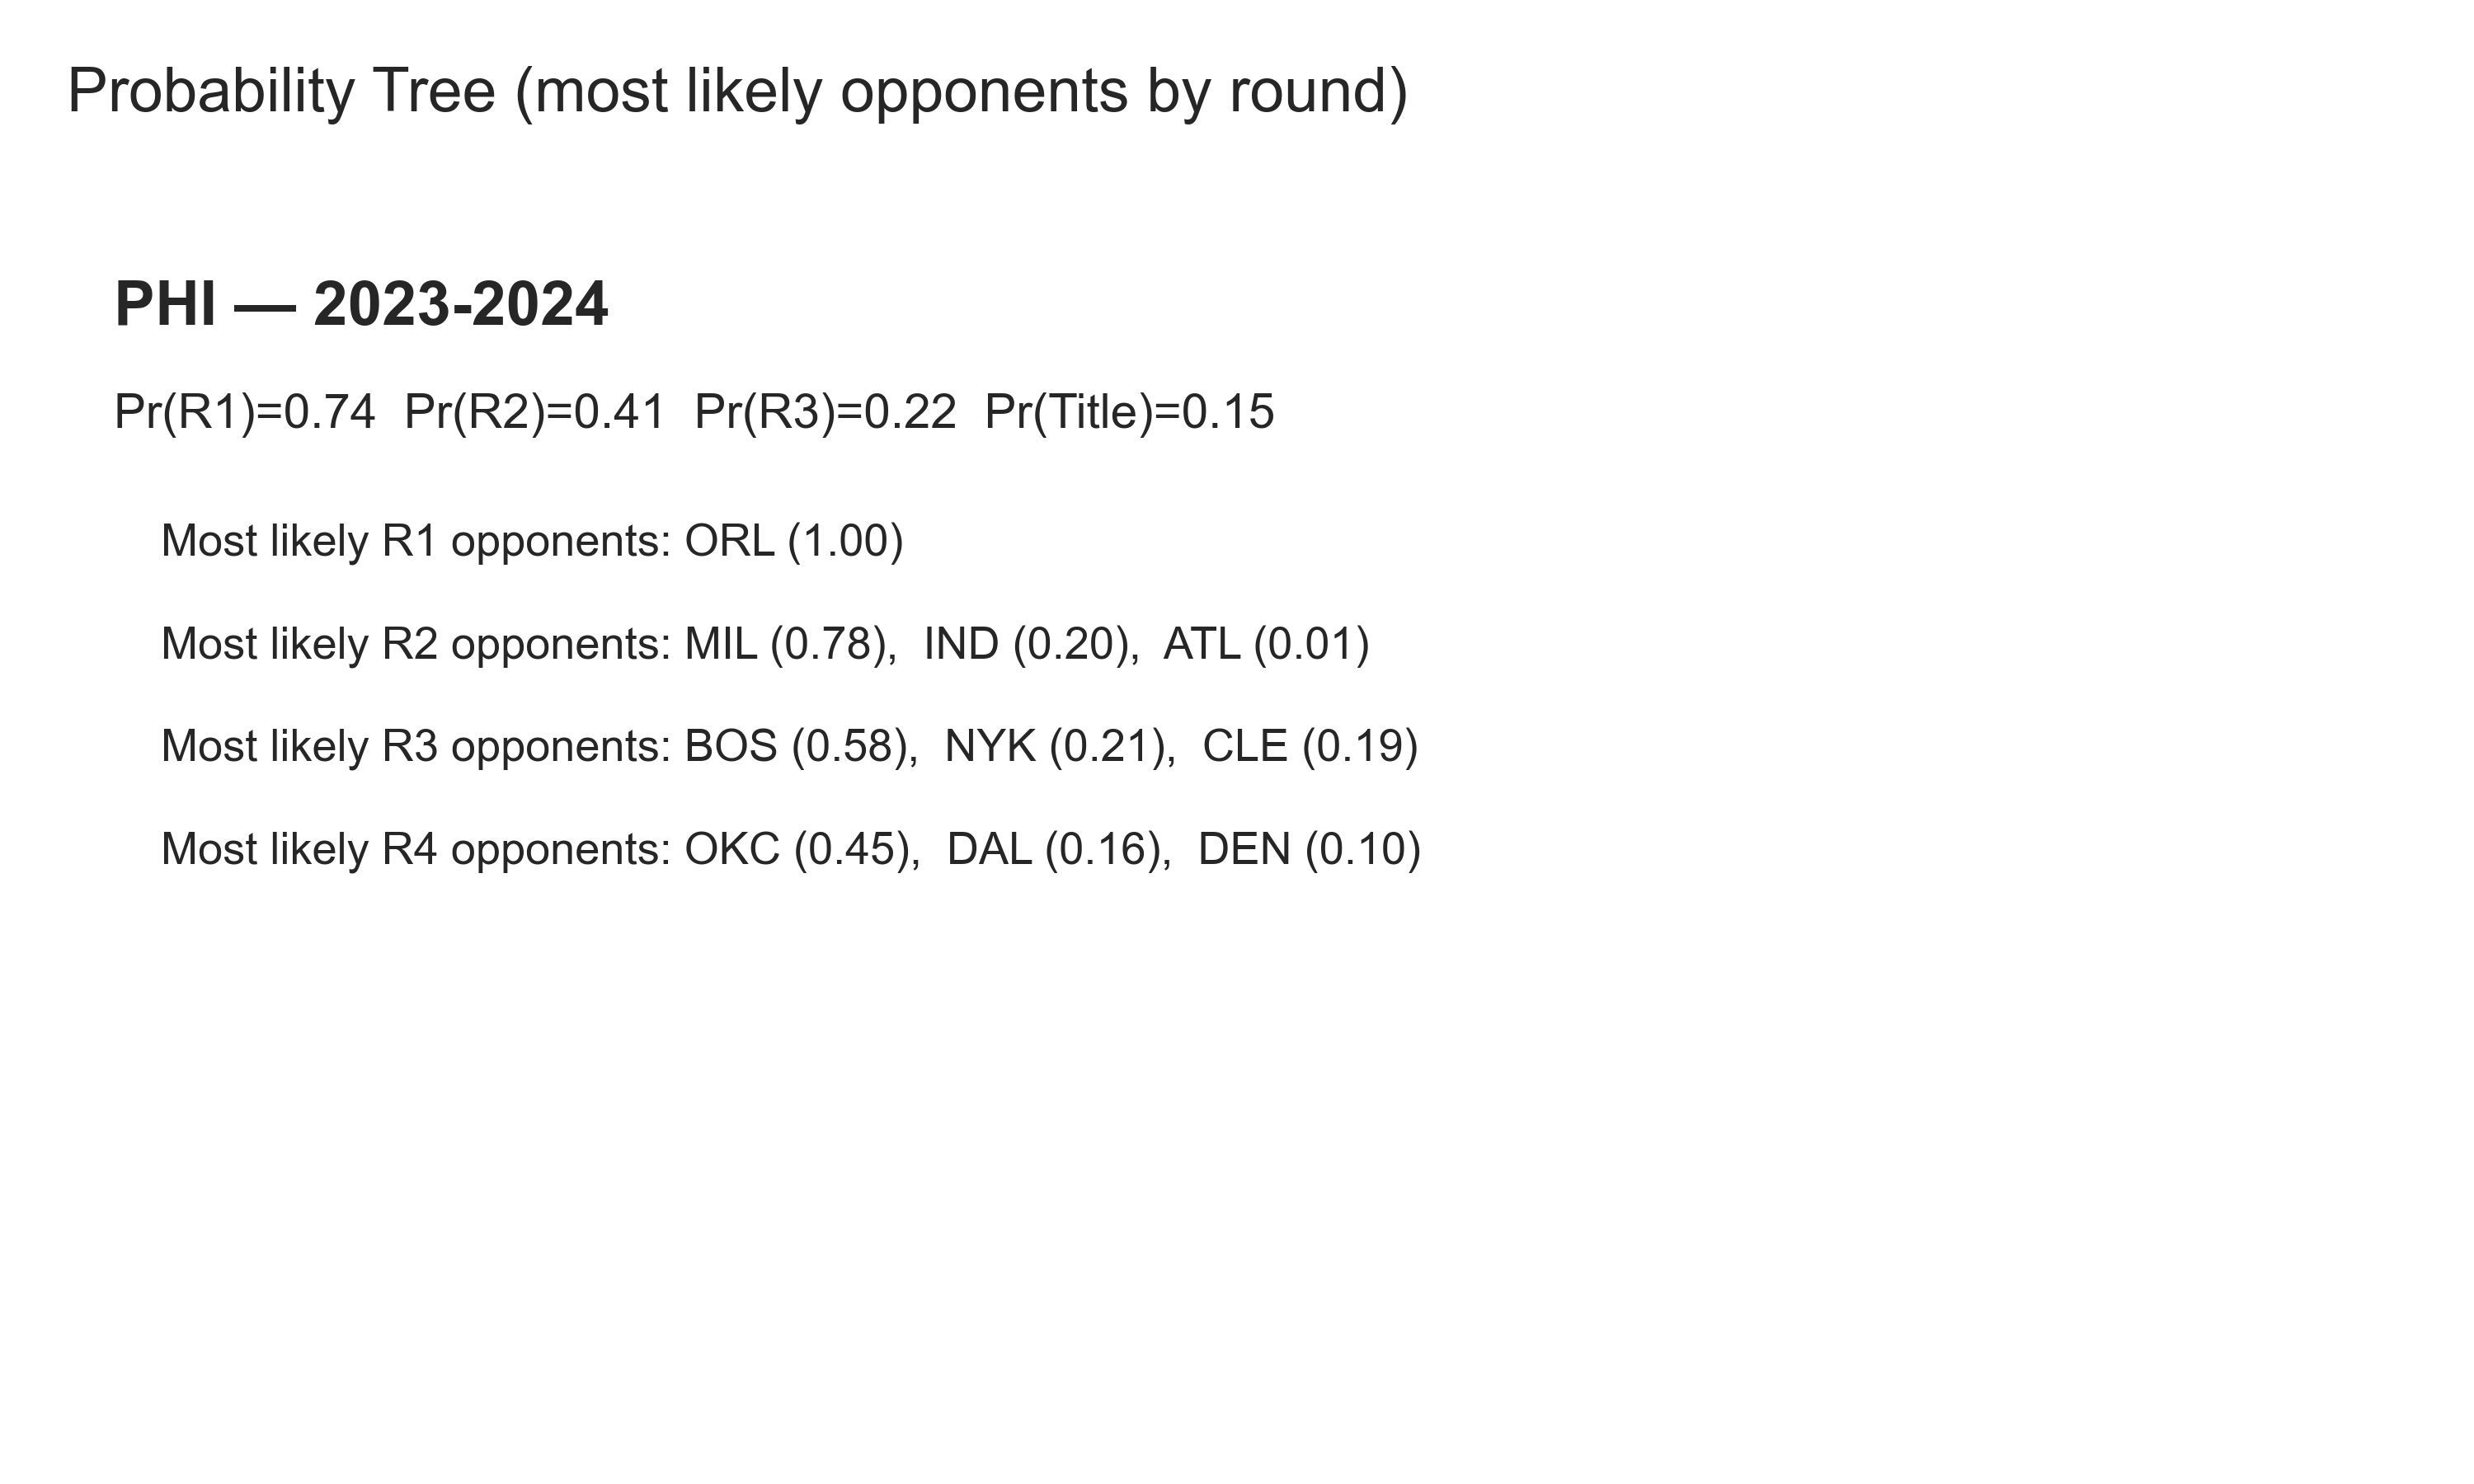 Probability Tree (most likely opponents by round)
PHI — 2023-2024
Pr(R1)=0.74  Pr(R2)=0.41  Pr(R3)=0.22  Pr(Title)=0.15
Most likely R1 opponents: ORL (1.00)
Most likely R2 opponents: MIL (0.78),  IND (0.20),  ATL (0.01)
Most likely R3 opponents: BOS (0.58),  NYK (0.21),  CLE (0.19)
Most likely R4 opponents: OKC (0.45),  DAL (0.16),  DEN (0.10)